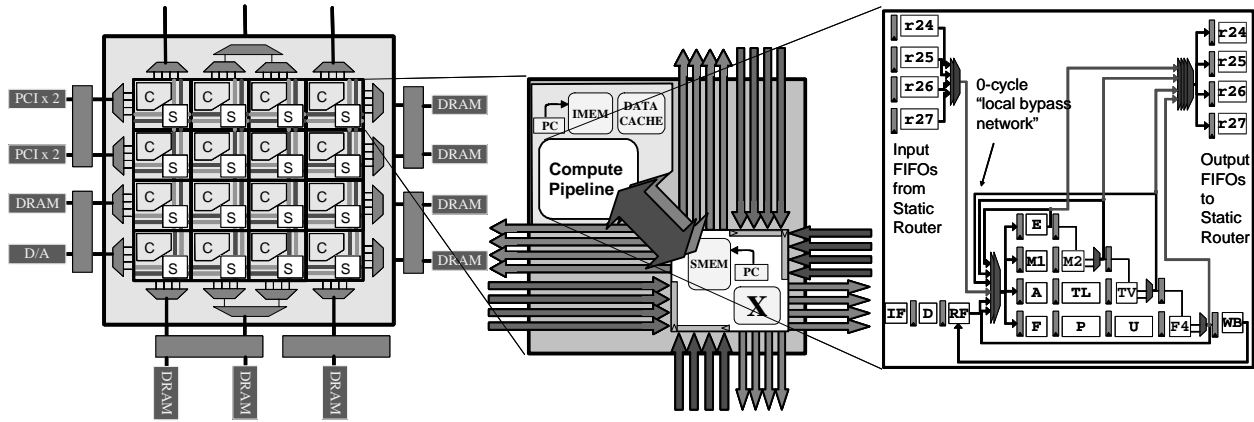 PCI x 2
PCI x 2
DRAM
D/A
C
S
C
S
C
S
C
S
C
S
C
S
C
S
C
S
C
S
C
S
C
S
C
S
C
S
C
S
C
S
C
S
DRAM
DRAM
DRAM
DRAM
DRAM
DRAM
DRAM
PC
IMEM
DATA
CACHE
Compute
Pipeline
SMEM
PC
X
r24
r25
r26
r27
Input
FIFOs
from
Static
Router
0-cycle
“local bypass
network”
r24
r25
r26
r27
Output
FIFOs
to
Static
Router
E
M1
M2
A
TL
TV
IF
D
RF
F
P
U
F4
WB